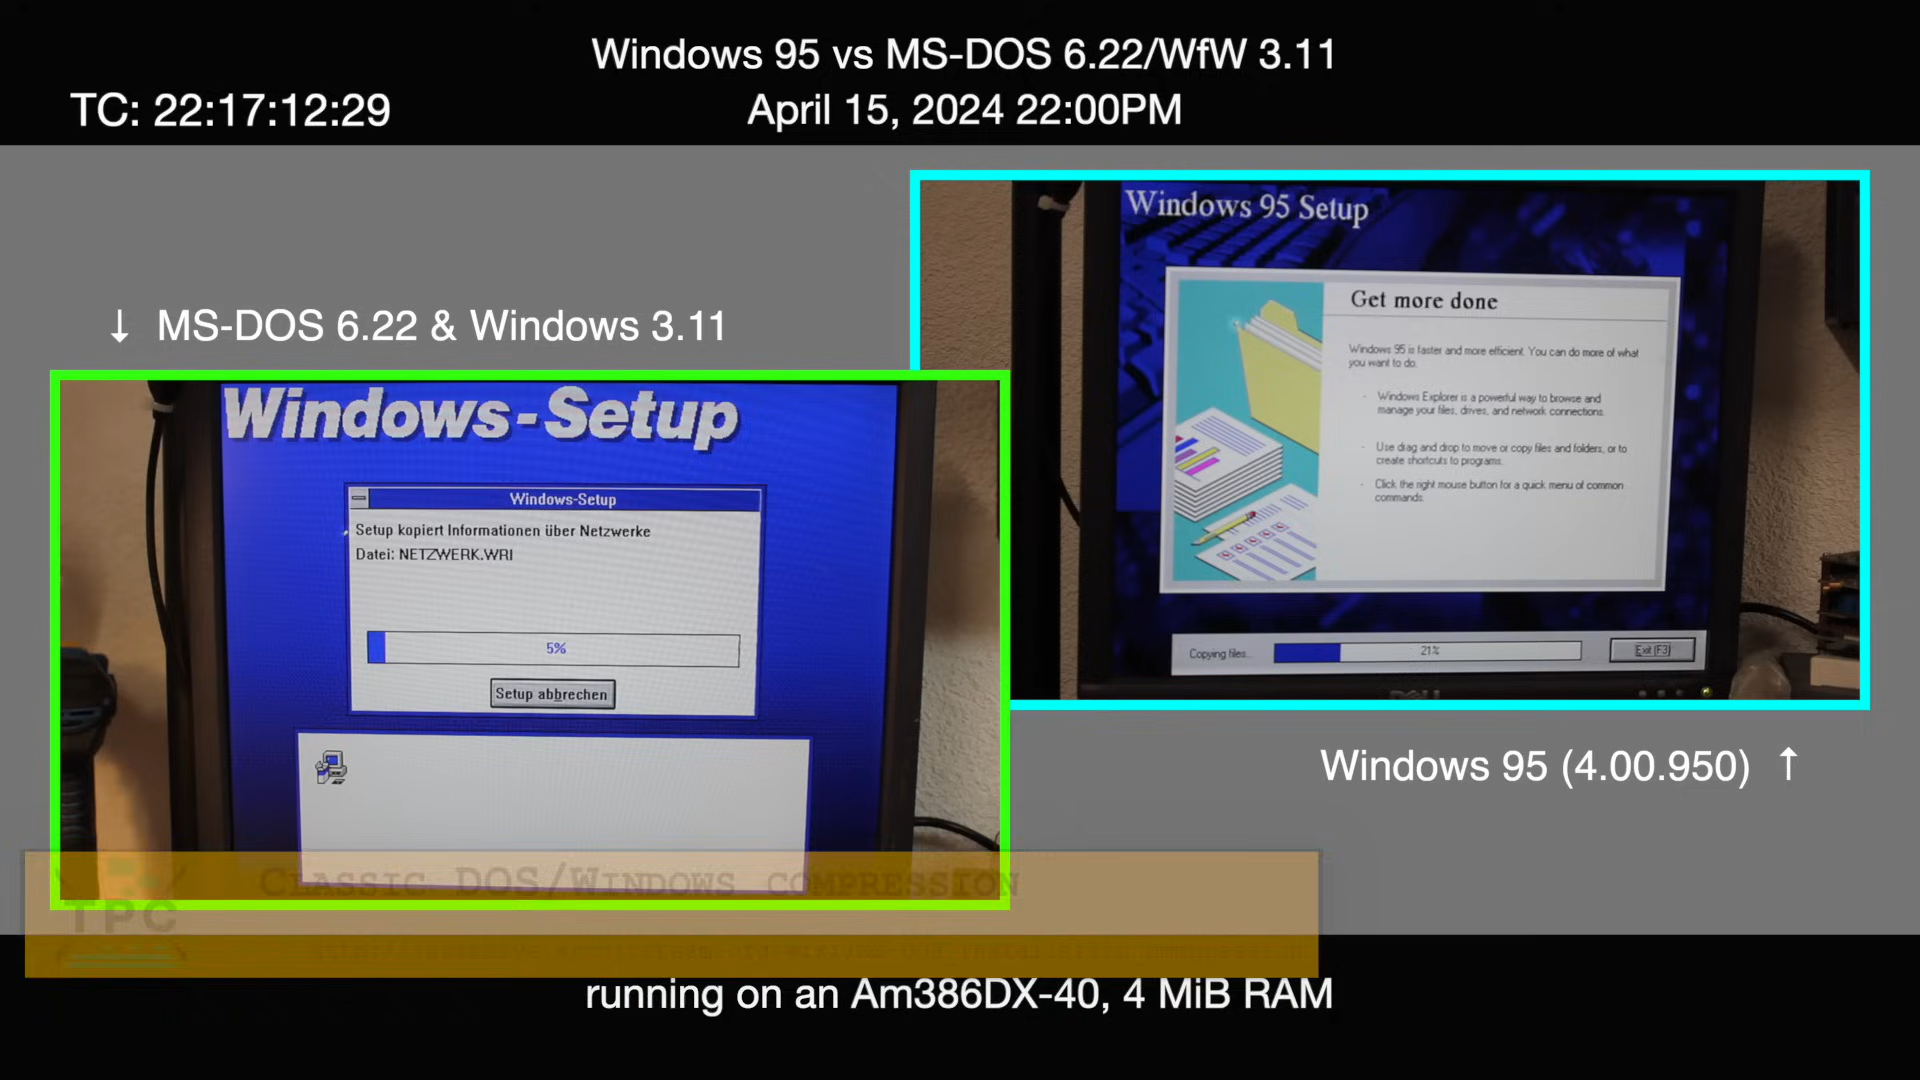 Windows 95 vs MS-DOS 6.22/WfW 3.11
TC: 22:17:12:29
April 15, 2024 22:00PM
↓ MS-DOS 6.22 & Windows 3.11
Windows-Setup
Windows-Setup
Setup kopiert Informationen über Netzwerke
Datei: NETZWERK.WRI
5%
Setup abbrechen
Windows 95 Setup
Get more done
Windows 95 is faster and more efficient. You can do more of what
you want to do.
- Windows Explorer is a powerful way to browse and
manage your files, drives, and network connections.
- Use drag and drop to move or copy files and folders, or to
create shortcuts to programs.
- Click the right mouse button for a quick menu of common
commands.
Copying files...
21%
Exit (F3)
DELL
Windows 95 (4.00.950) ↑
CLASSIC DOS/WINDOWS COMPRESSION
TPC
running on an Am386DX-40, 4 MiB RAM